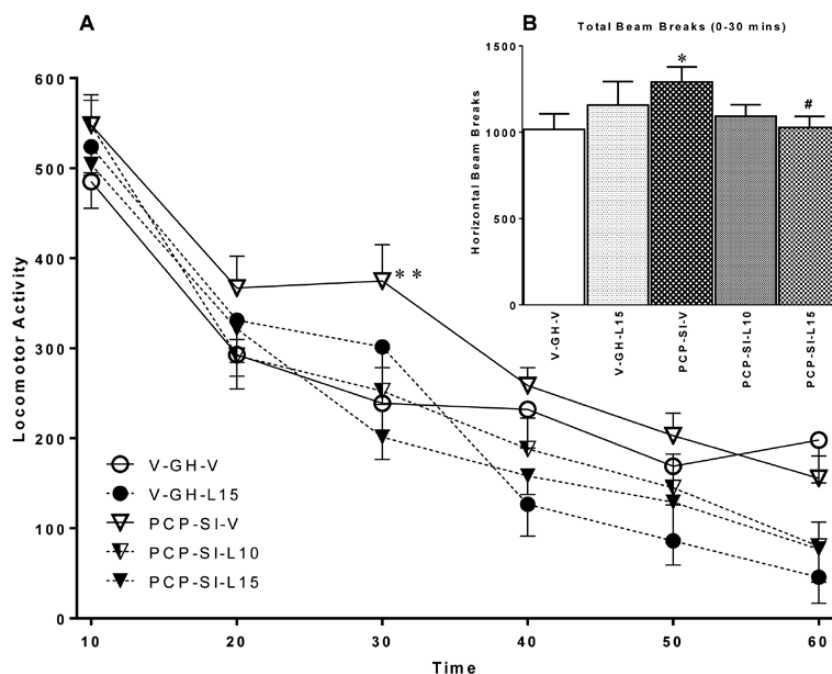 A
B
Total Beam Breaks (0-30 mins)
1500
1000
500
0
Horizontal Beam Breaks
*
#
V-GH-V
V-GH-L15
PCP-SI-V
PCP-SI-L10
PCP-SI-L15
600
500
400
300
200
100
0
Locomotor Activity
**
V-GH-V
V-GH-L15
PCP-SI-V
PCP-SI-L10
PCP-SI-L15
10
20
30
40
50
60
Time